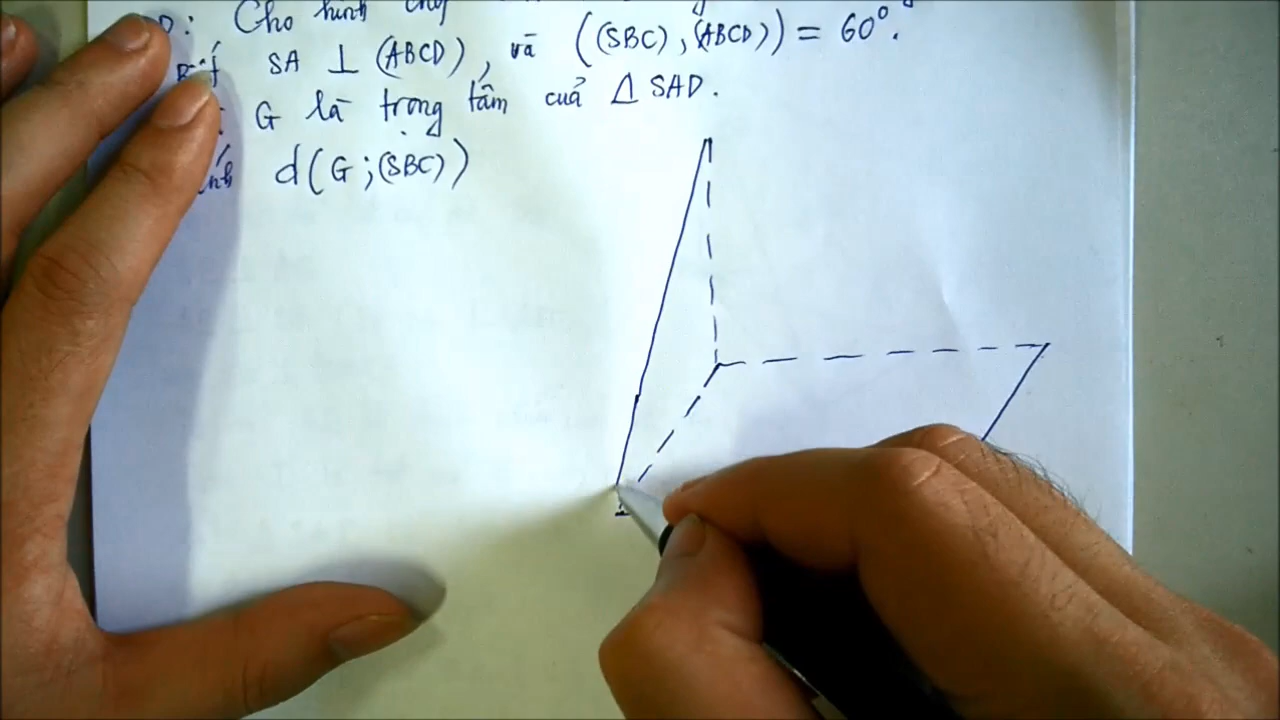 D: Cho hình chóp
SA ⊥ (ABCD), và ((SBC), (ABCD)) = 60°.
G là trọng tâm của Δ SAD.
d(G;(SBC))